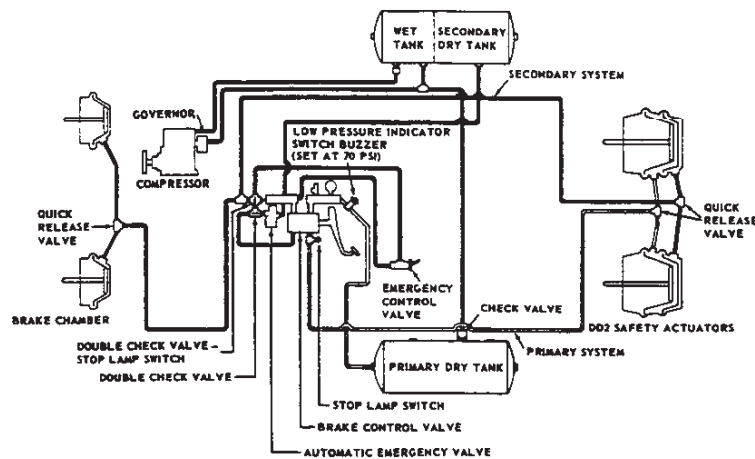 WET TANK
SECONDARY DRY TANK
SECONDARY SYSTEM
GOVERNOR
LOW PRESSURE INDICATOR
SWITCH BUZZER
(SET AT 70 PSI)
COMPRESSOR
QUICK
RELEASE
VALVE
QUICK
RELEASE
VALVE
EMERGENCY
CONTROL
VALVE
BRAKE CHAMBER
CHECK VALVE
DD2 SAFETY ACTUATORS
DOUBLE CHECK VALVE-
STOP LAMP SWITCH
PRIMARY SYSTEM
DOUBLE CHECK VALVE
PRIMARY DRY TANK
STOP LAMP SWITCH
BRAKE CONTROL VALVE
AUTOMATIC EMERGENCY VALVE